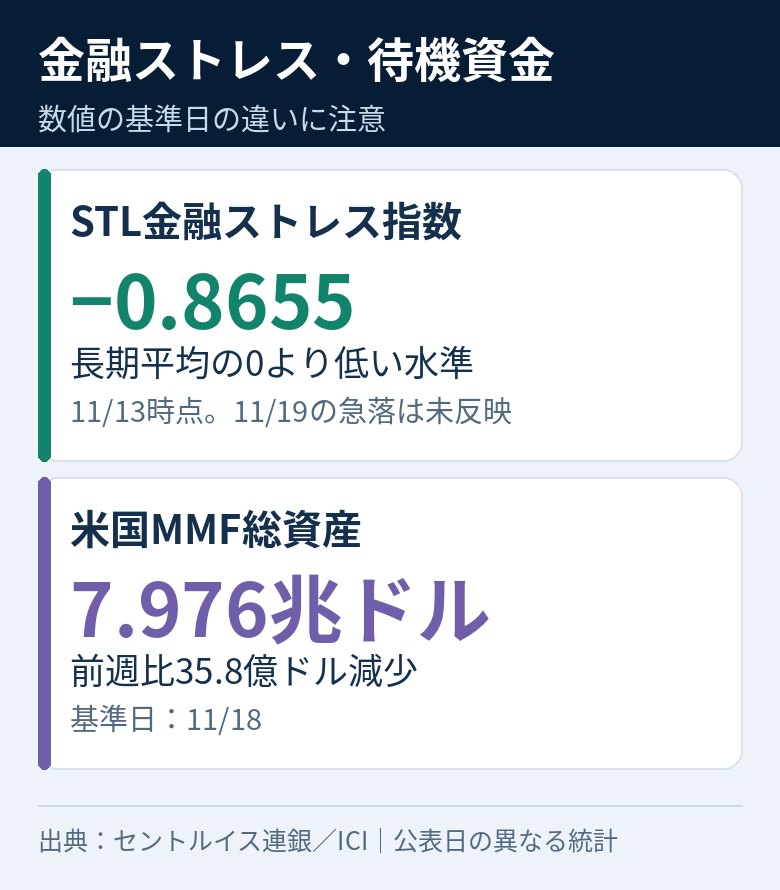 金融ストレス・待機資金
数値の基準日の違いに注意
STL金融ストレス指数
−0.8655
長期平均の0より低い水準
11/13時点。11/19の急落は未反映
米国MMF総資産
7.976兆ドル
前週比35.8億ドル減少
基準日：11/18
出典：セントルイス連銀／ICI｜公表日の異なる統計